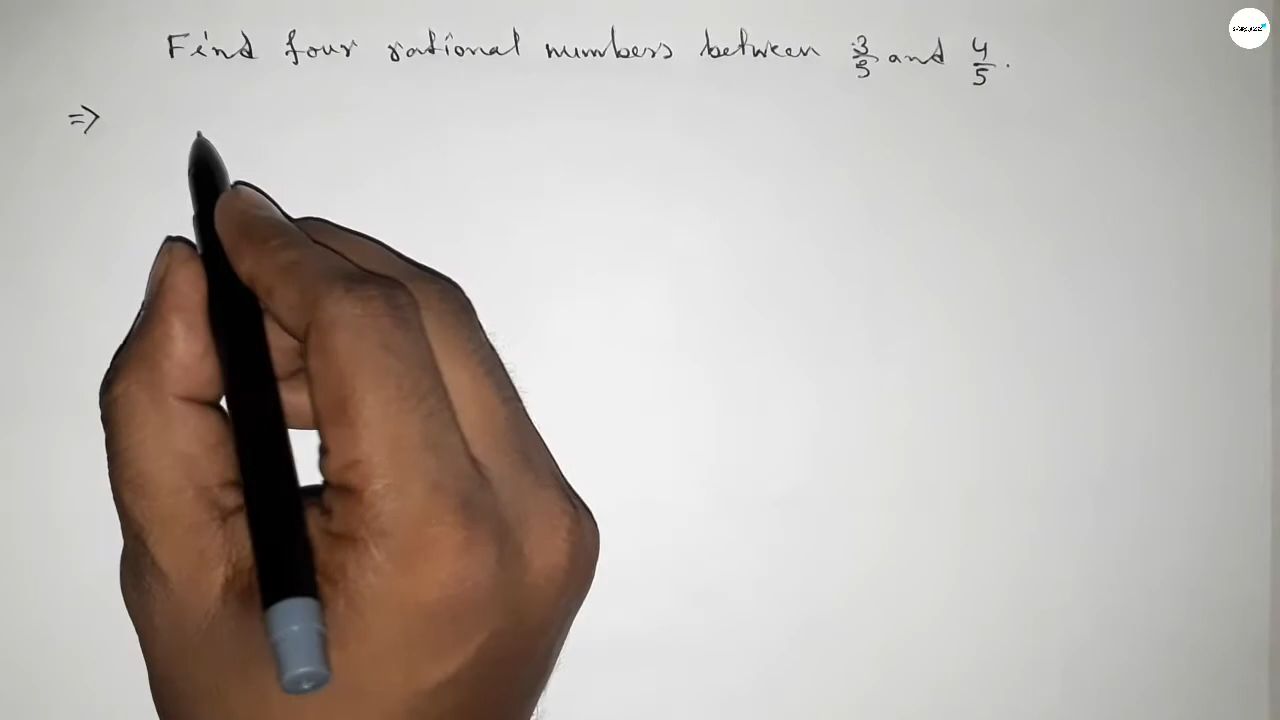 Find four rational numbers between 3/5 and 4/5.
=>